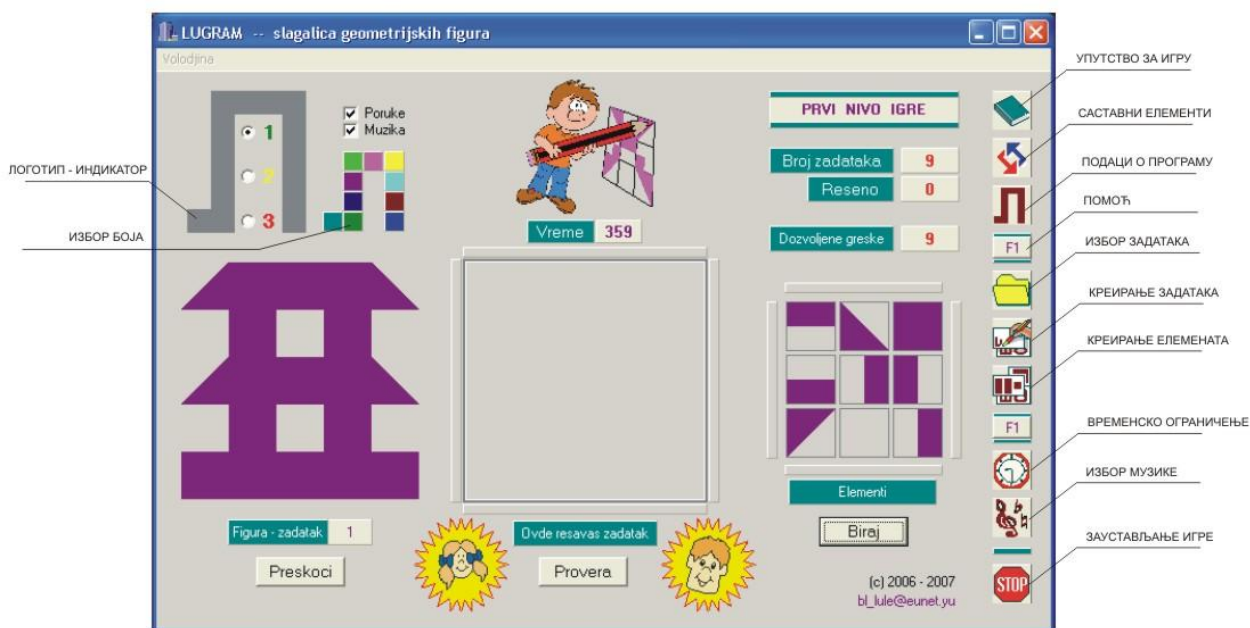 LUGRAM -- slagalica geometrijskih figura
Volodjina
ЛОГОТИП - ИНДИКАТОР
ИЗБОР БОЈА
1
2
3
Poruke
Muzika
Vreme 359
PRVI NIVO IGRE
Broj zadataka 9
Reseno 0
Dozvoljene greske 9
Figura - zadatak 1
Preskoci
Ovde resavas zadatak
Provera
Elementi
Biraj
(c) 2006 - 2007
bl_lule@eunet.yu
F1
F1
STOP
УПУТСТВО ЗА ИГРУ
САСТАВНИ ЕЛЕМЕНТИ
ПОДАЦИ О ПРОГРАМУ
ПОМОЋ
ИЗБОР ЗАДАТАКА
КРЕИРАЊЕ ЗАДАТАКА
КРЕИРАЊЕ ЕЛЕМЕНАТА
ВРЕМЕНСКО ОГРАНИЧЕЊЕ
ИЗБОР МУЗИКЕ
ЗАУСТАВЉАЊЕ ИГРЕ